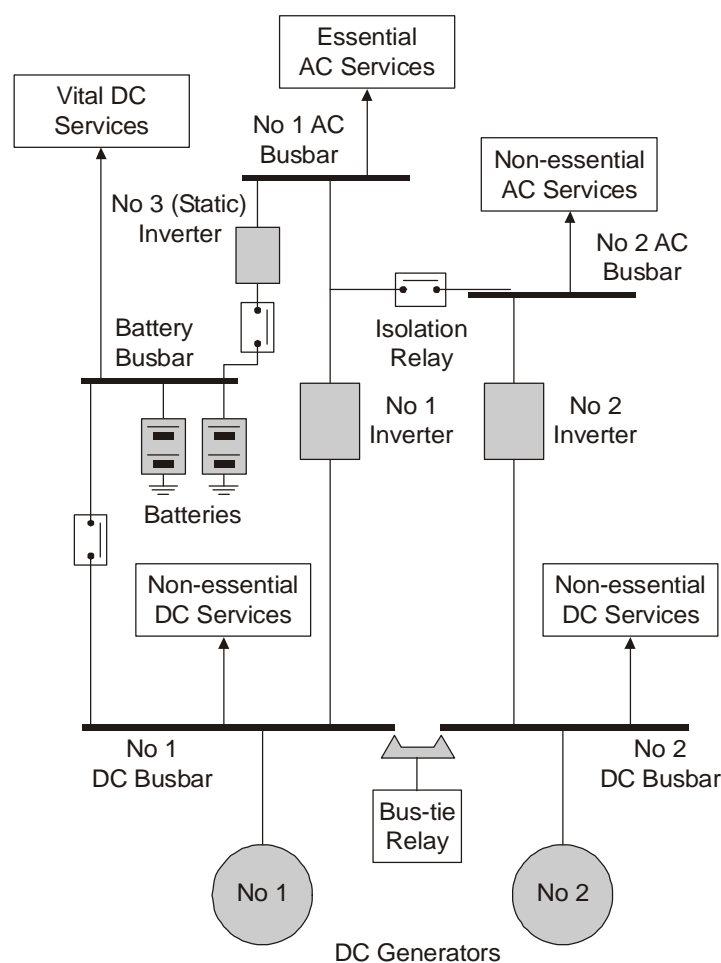 Essential
AC Services
Vital DC
Services
No 1 AC
Busbar
Non-essential
AC Services
No 3 (Static)
Inverter
No 2 AC
Busbar
Isolation
Relay
Battery
Busbar
No 1
Inverter
No 2
Inverter
Batteries
Non-essential
DC Services
Non-essential
DC Services
No 1
DC Busbar
No 2
DC Busbar
Bus-tie
Relay
No 1
No 2
DC Generators